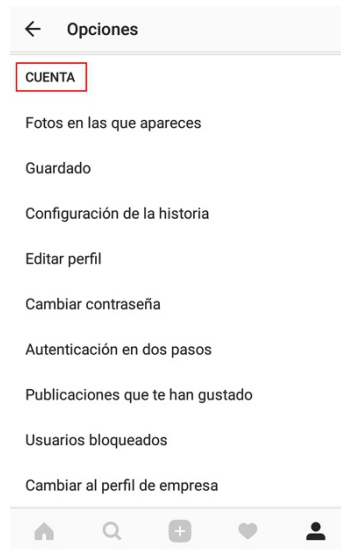 Opciones
CUENTA
Fotos en las que apareces
Guardado
Configuración de la historia
Editar perfil
Cambiar contraseña
Autenticación en dos pasos
Publicaciones que te han gustado
Usuarios bloqueados
Cambiar al perfil de empresa